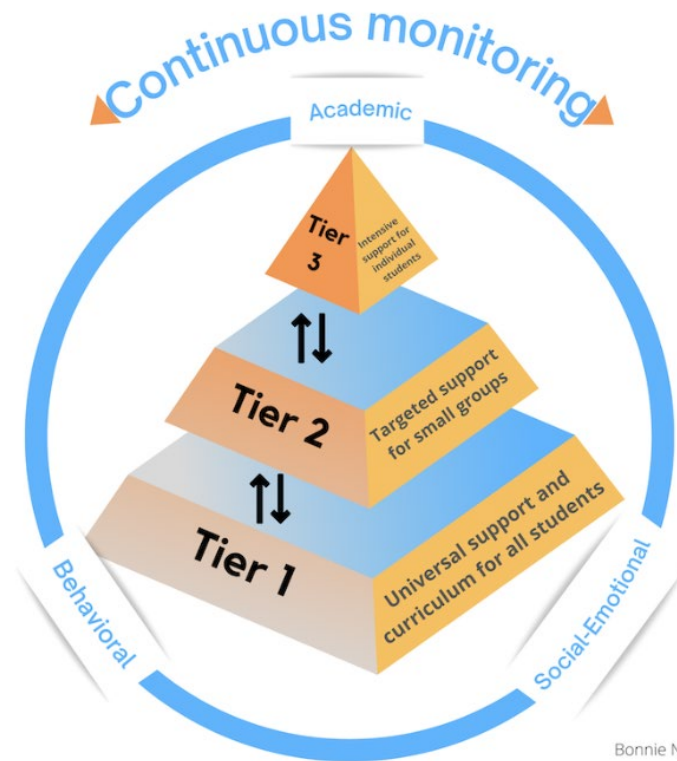 Continuous monitoring
Academic
Tier
3
Intensive
support for
individual
students
Tier 2
Targeted support
for small groups
Tier 1
Universal support and
curriculum for all students
Behavioral
Social-Emotional
Bonnie N